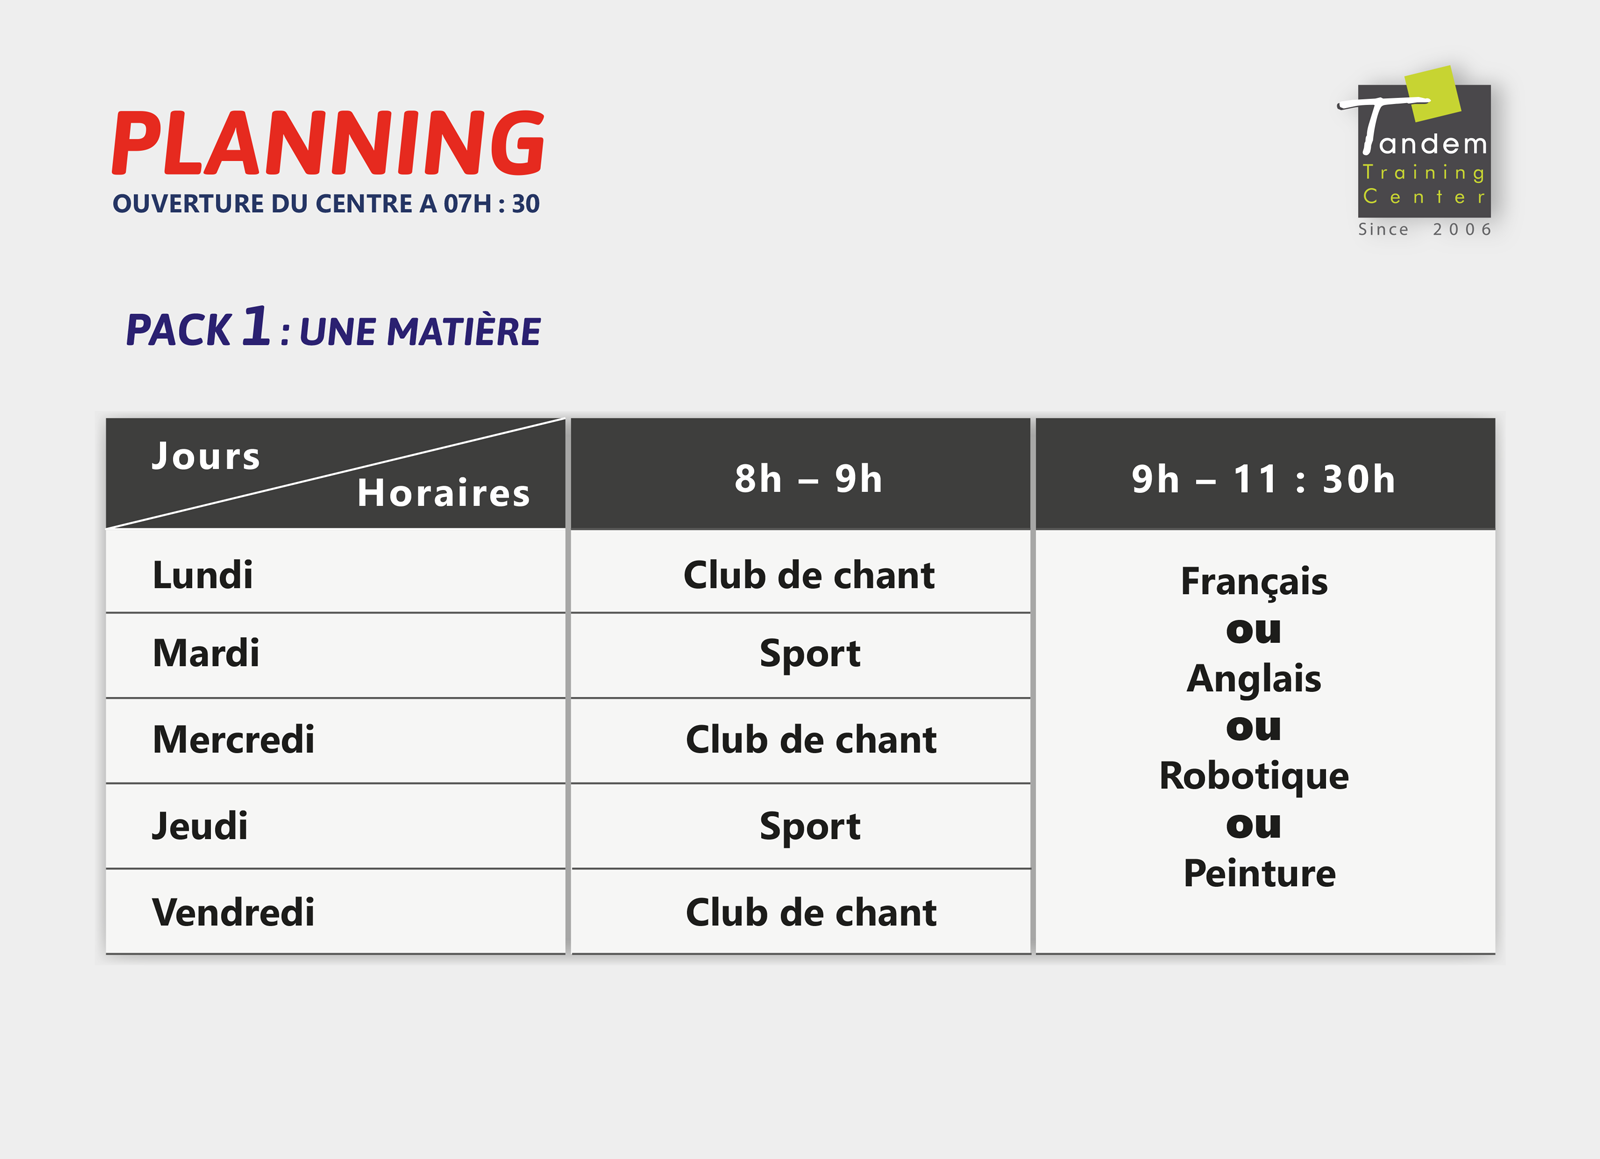 PLANNING
OUVERTURE DU CENTRE A 07H : 30
Tandem
Training
Center
Since 2006
PACK 1 : UNE MATIÈRE
Jours
Horaires
8h – 9h
9h – 11 : 30h
Lundi
Club de chant
Mardi
Sport
Mercredi
Club de chant
Jeudi
Sport
Vendredi
Club de chant
Français
ou
Anglais
ou
Robotique
ou
Peinture